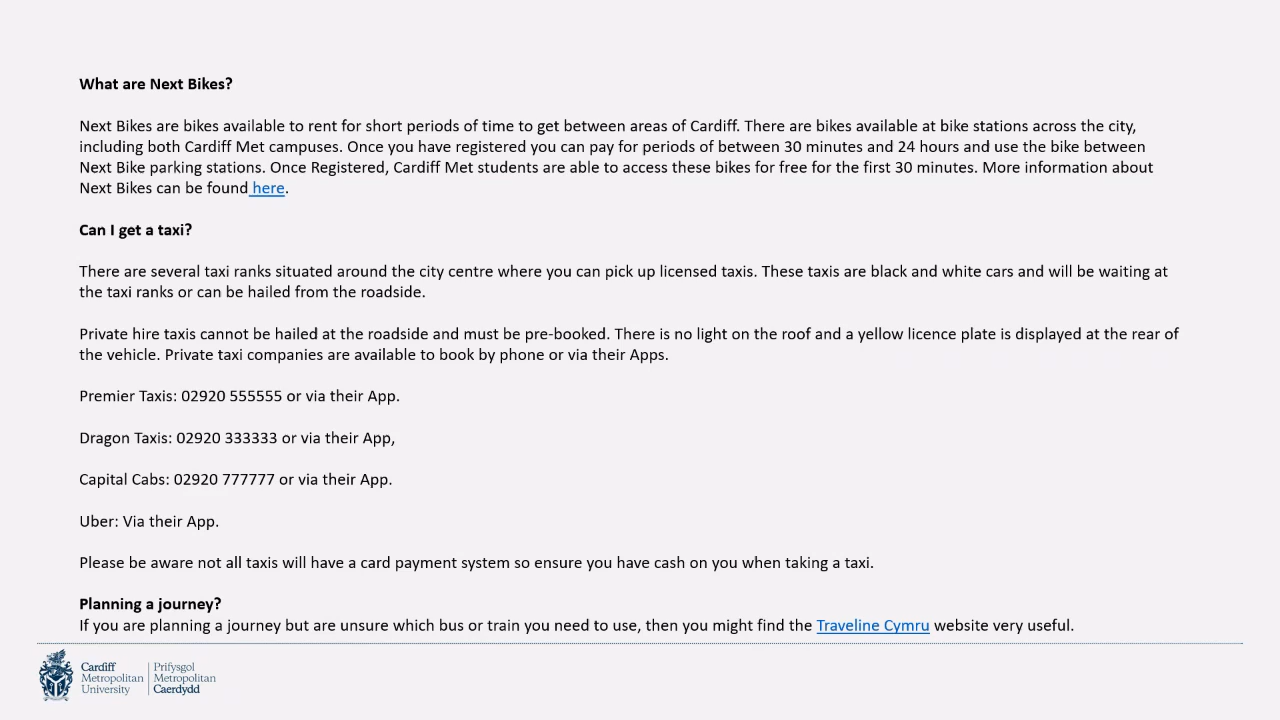 What are Next Bikes?
Next Bikes are bikes available to rent for short periods of time to get between areas of Cardiff. There are bikes available at bike stations across the city,
including both Cardiff Met campuses. Once you have registered you can pay for periods of between 30 minutes and 24 hours and use the bike between
Next Bike parking stations. Once Registered, Cardiff Met students are able to access these bikes for free for the first 30 minutes. More information about
Next Bikes can be found here.
Can I get a taxi?
There are several taxi ranks situated around the city centre where you can pick up licensed taxis. These taxis are black and white cars and will be waiting at
the taxi ranks or can be hailed from the roadside.
Private hire taxis cannot be hailed at the roadside and must be pre-booked. There is no light on the roof and a yellow licence plate is displayed at the rear of
the vehicle. Private taxi companies are available to book by phone or via their Apps.
Premier Taxis: 02920 555555 or via their App.
Dragon Taxis: 02920 333333 or via their App,
Capital Cabs: 02920 777777 or via their App.
Uber: Via their App.
Please be aware not all taxis will have a card payment system so ensure you have cash on you when taking a taxi.
Planning a journey?
If you are planning a journey but are unsure which bus or train you need to use, then you might find the Traveline Cymru website very useful.
Cardiff
Metropolitan
University
Prifysgol
Metropolitan
Caerdydd